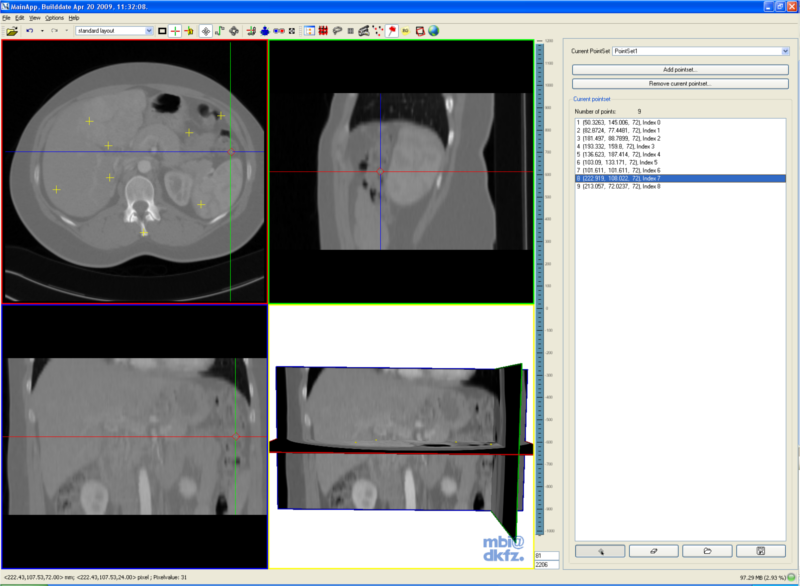 MainApp, Builddate Apr 20 2009, 11:32:08.
File Edit View Options Help
standard layout
Current PointSet PointSet1
Add pointset...
Remove current pointset...
Current pointset
Number of points: 9
1 (50.3263, 145.006, 72), Index 0
2 (82.8724, 77.4481, 72), Index 1
3 (181.497, 88.7899, 72), Index 2
4 (193.332, 159.8, 72), Index 3
5 (136.623, 187.414, 72), Index 4
6 (103.09, 133.171, 72), Index 5
7 (101.611, 101.611, 72), Index 6
8 (222.919, 108.022, 72), Index 7
9 (213.057, 72.0237, 72), Index 8
mbi@
dkfz.
81
2206
<222.43,107.53,72.00> mm; <222.43,107.53,24.00> pixel ; Pixelvalue: 31
97.29 MB (2.93 %)